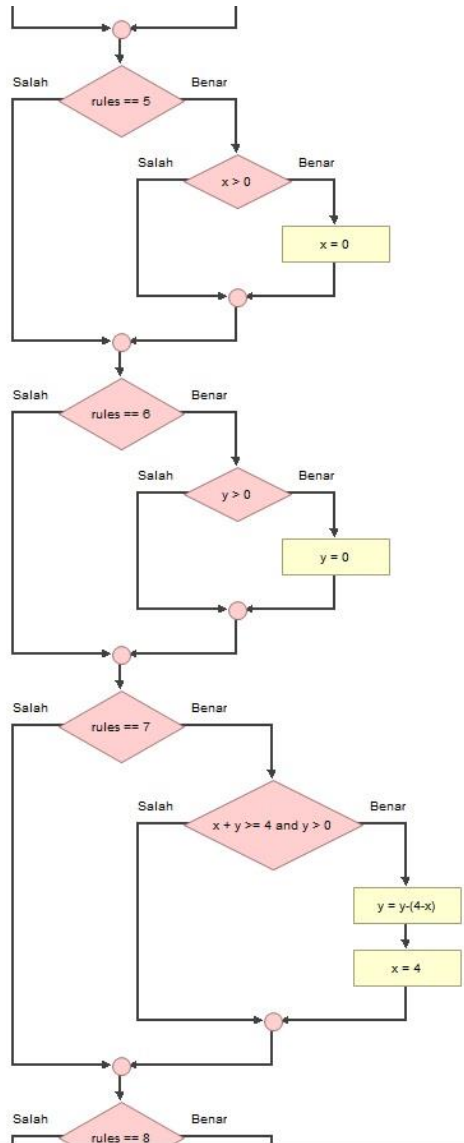 Salah
Benar
rules == 5
Salah
Benar
x > 0
x = 0
Salah
Benar
rules == 6
Salah
Benar
y > 0
y = 0
Salah
Benar
rules == 7
Salah
Benar
x + y >= 4 and y > 0
y = y-(4-x)
x = 4
Salah
Benar
rules == 8